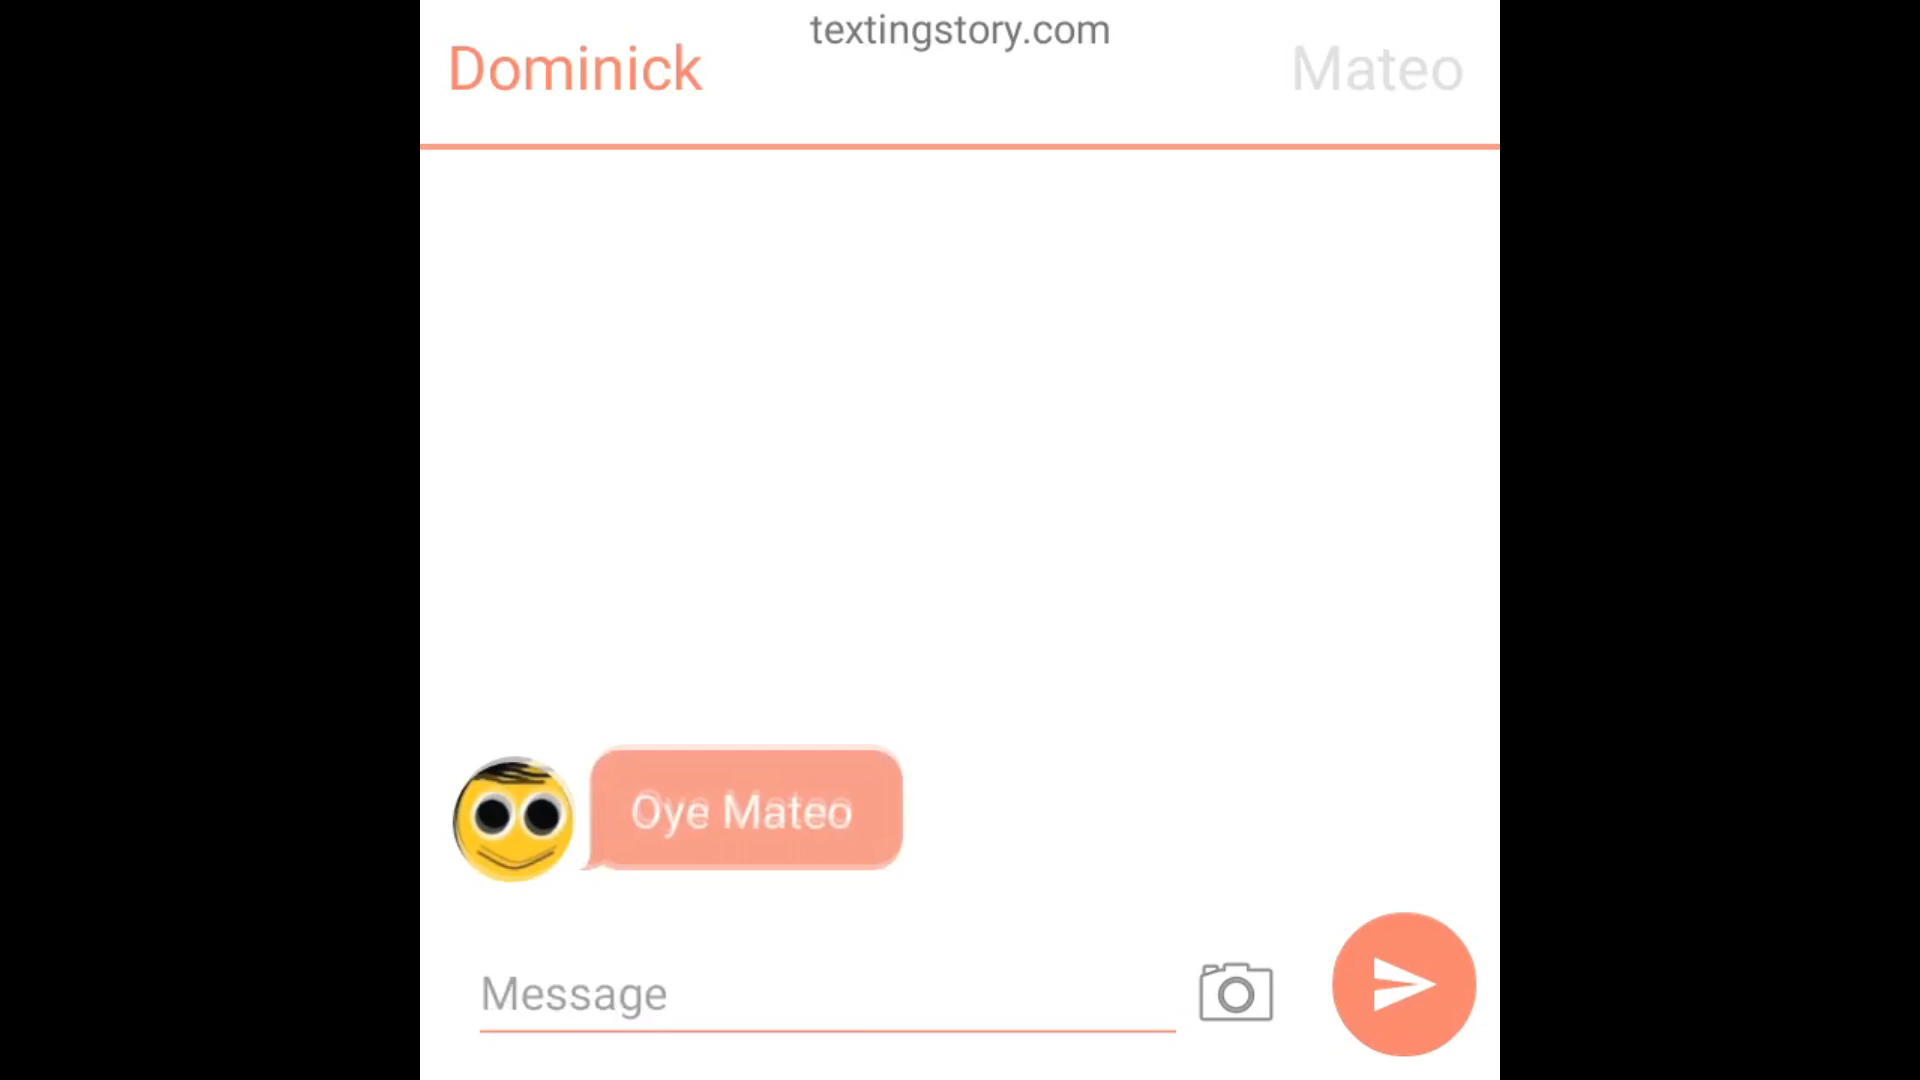 textingstory.com
Dominick
Mateo
Oye Mateo
Message